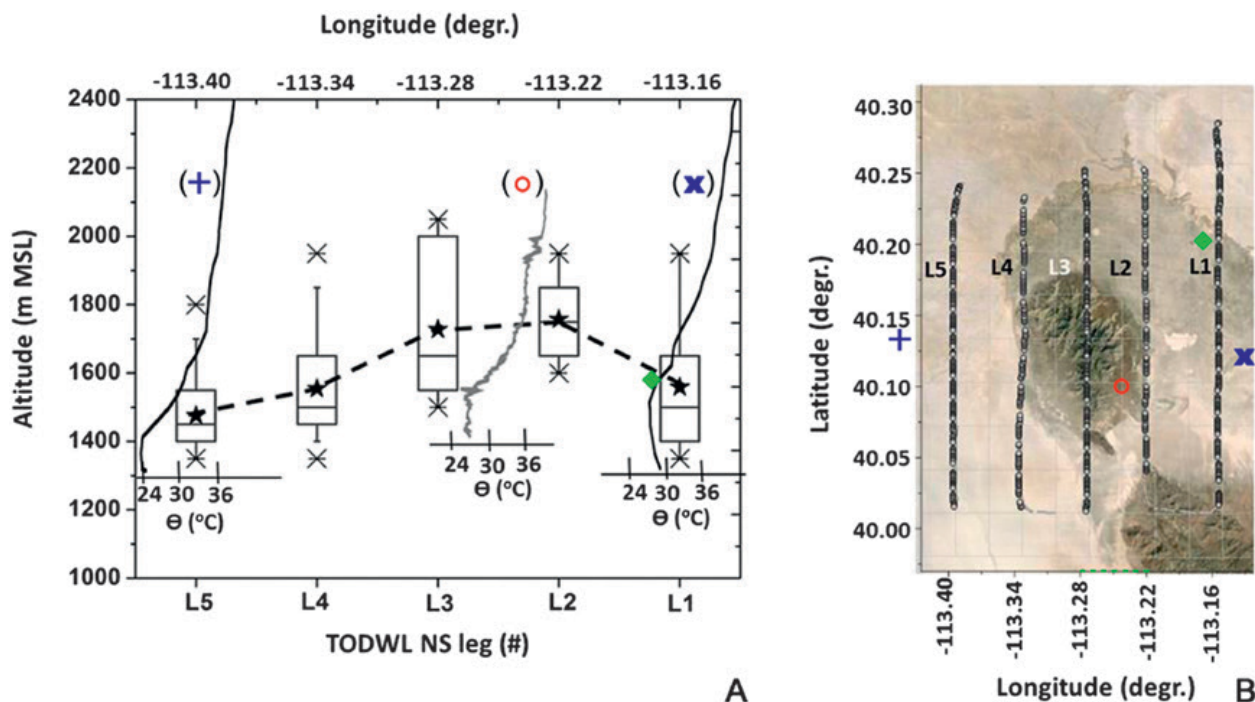 Longitude (degr.)
-113.40 -113.34 -113.28 -113.22 -113.16
Altitude (m MSL)
2400
2200
2000
1800
1600
1400
1200
1000
(+) (o) (x)
24 30 36
Θ (°C)
24 30 36
Θ (°C)
24 30 36
Θ (°C)
L5 L4 L3 L2 L1
TODWL NS leg (#)
A
Latitude (degr.)
40.30
40.25
40.20
40.15
40.10
40.05
40.00
L5 L4 L3 L2 L1
-113.40 -113.34 -113.28 -113.22 -113.16
Longitude (degr.)
B